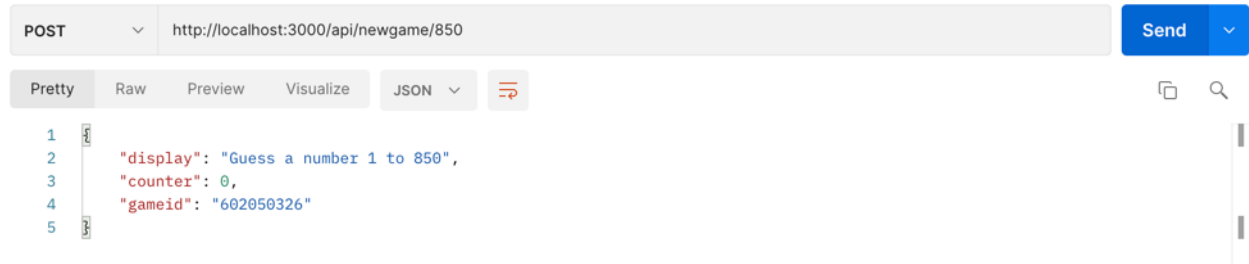 POST http://localhost:3000/api/newgame/850 Send
Pretty Raw Preview Visualize JSON
1 {
2 "display": "Guess a number 1 to 850",
3 "counter": 0,
4 "gameid": "602050326"
5 }